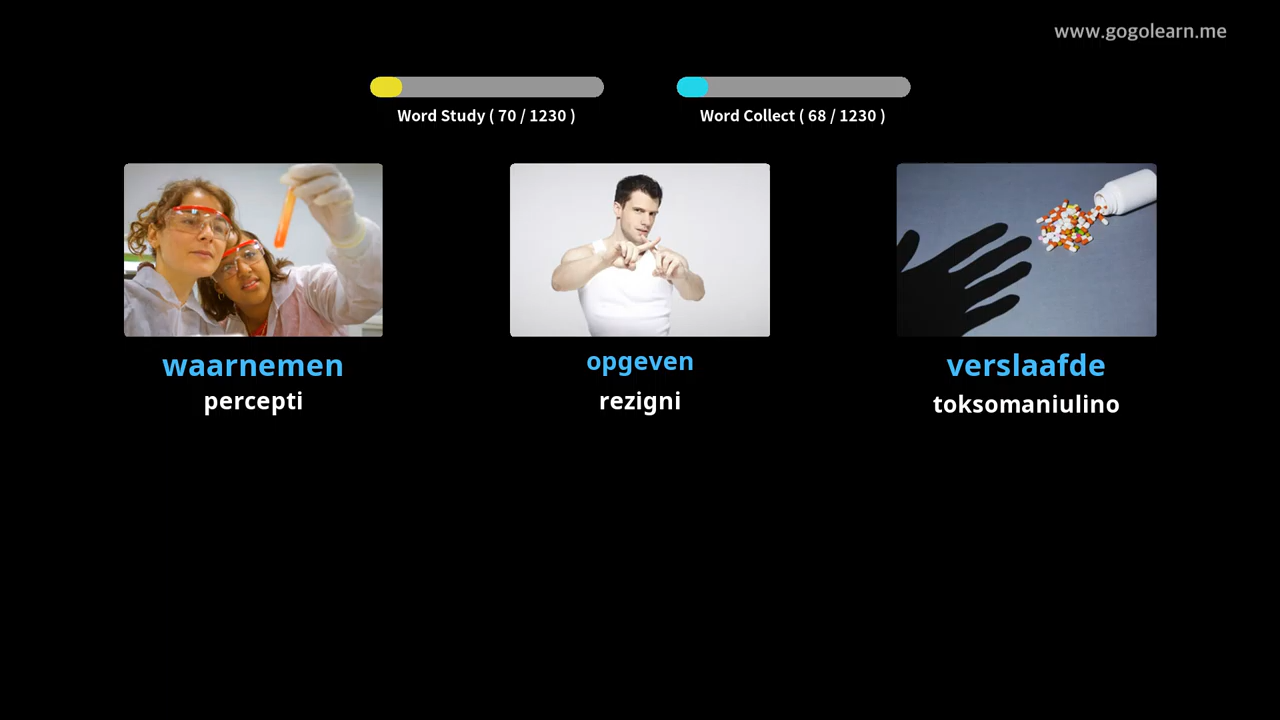 www.gogolearn.me
Word Study ( 70 / 1230 )
Word Collect ( 68 / 1230 )
waarnemen
percepti
opgeven
rezigni
verslaafde
toksomaniulino